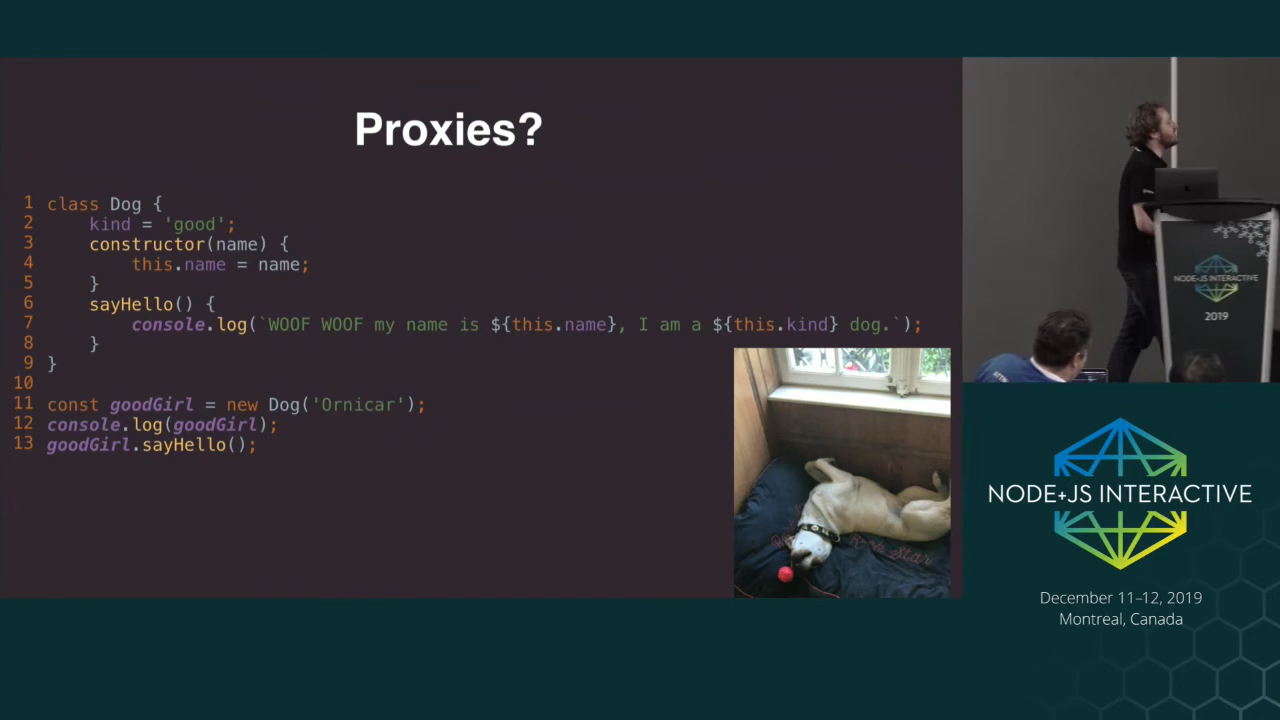 Proxies?
1 class Dog {
2     kind = 'good';
3     constructor(name) {
4         this.name = name;
5     }
6     sayHello() {
7         console.log(`WOOF WOOF my name is ${this.name}, I am a ${this.kind} dog.`);
8     }
9 }
10
11 const goodGirl = new Dog('Ornicar');
12 console.log(goodGirl);
13 goodGirl.sayHello();
Star
NODE+JS INTERACTIVE
2019
NODE+JS INTERACTIVE
December 11–12, 2019
Montreal, Canada